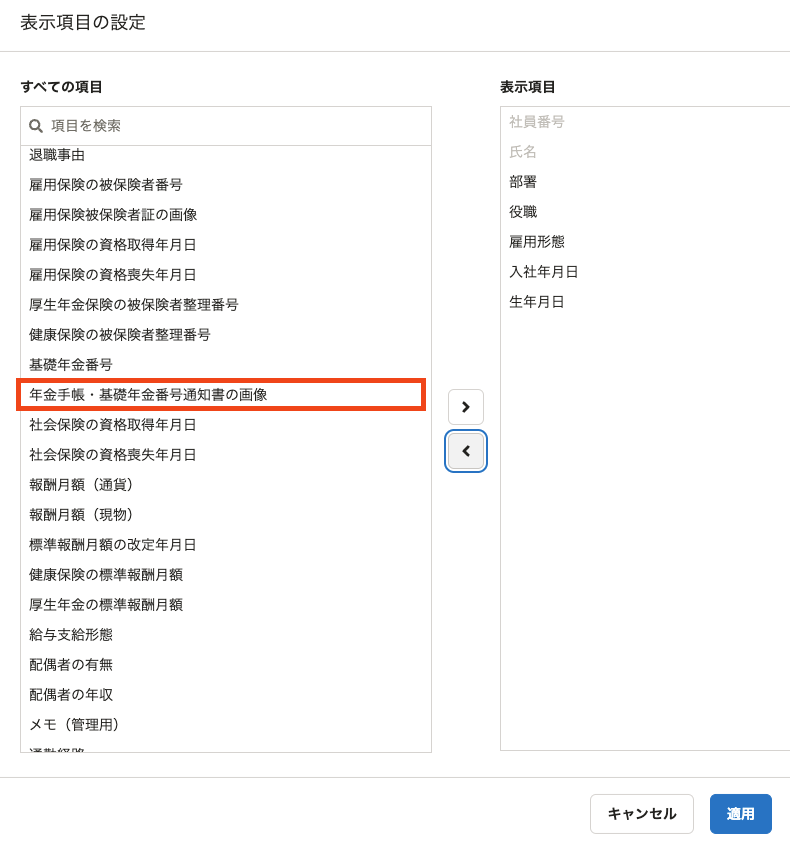 表示項目の設定
すべての項目
項目を検索
退職事由
雇用保険の被保険者番号
雇用保険被保険者証の画像
雇用保険の資格取得年月日
雇用保険の資格喪失年月日
厚生年金保険の被保険者整理番号
健康保険の被保険者整理番号
基礎年金番号
年金手帳・基礎年金番号通知書の画像
社会保険の資格取得年月日
社会保険の資格喪失年月日
報酬月額（通貨）
報酬月額（現物）
標準報酬月額の改定年月日
健康保険の標準報酬月額
厚生年金の標準報酬月額
給与支給形態
配偶者の有無
配偶者の年収
メモ（管理用）
表示項目
社員番号
氏名
部署
役職
雇用形態
入社年月日
生年月日
キャンセル
適用